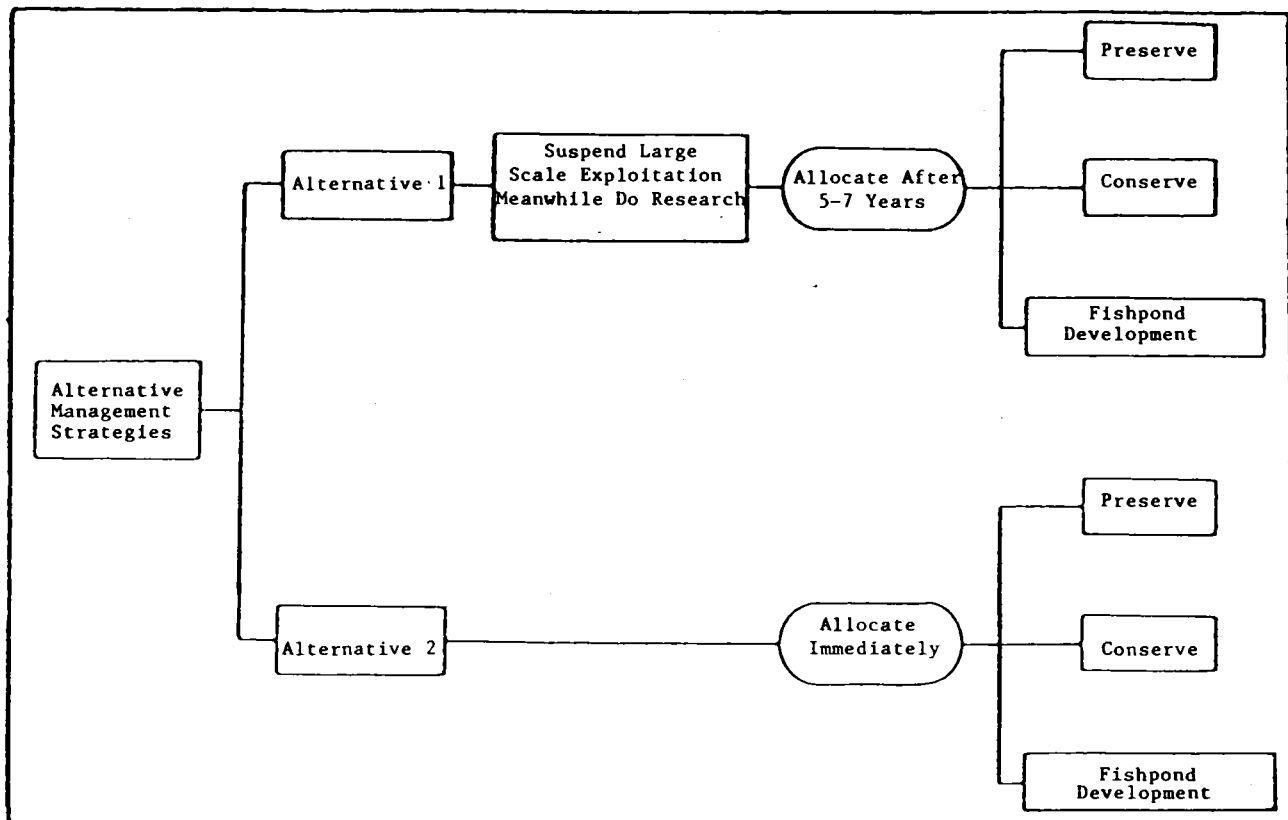 Preserve
Suspend Large
Scale Exploitation
Meanwhile Do Research
Alternative 1
Allocate After
5-7 Years
Conserve
Fishpond
Development
Alternative
Management
Strategies
Preserve
Alternative 2
Allocate
Immediately
Conserve
Fishpond
Development